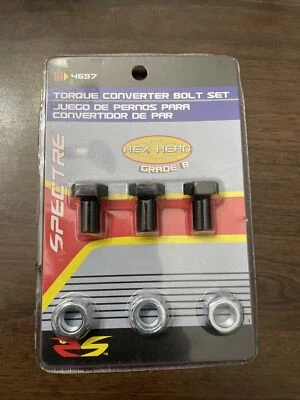 4697
TORQUE CONVERTER BOLT SET
JUEGO DE PERNOS PARA
CONVERTIDOR DE PAR
HEX HEAD
GRADE 8
SPECTRE